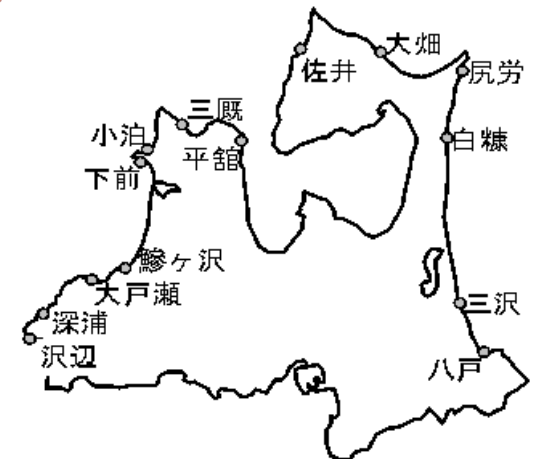 大畑
佐井
尻労
三厩
小泊
平舘
白糠
下前
鰺ヶ沢
大戸瀬
三沢
深浦
沢辺
八戸